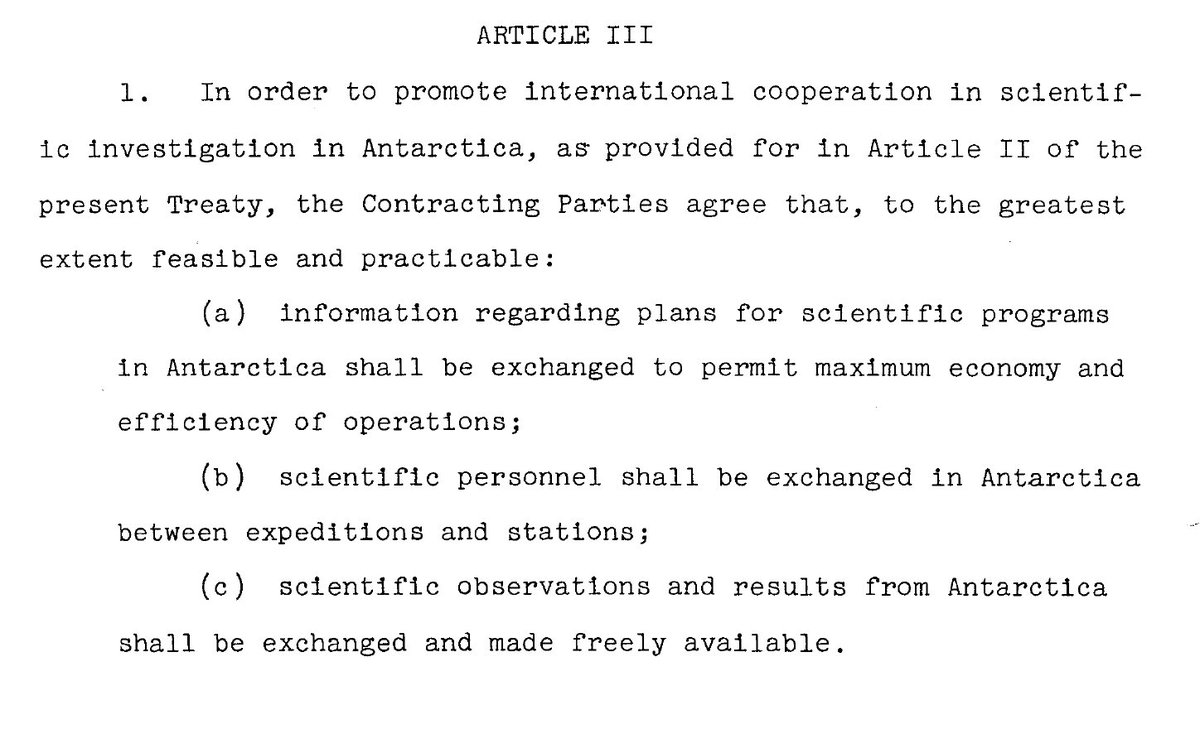 ARTICLE III
1. In order to promote international cooperation in scientif-
ic investigation in Antarctica, as provided for in Article II of the
present Treaty, the Contracting Parties agree that, to the greatest
extent feasible and practicable:
(a) information regarding plans for scientific programs
in Antarctica shall be exchanged to permit maximum economy and
efficiency of operations;
(b) scientific personnel shall be exchanged in Antarctica
between expeditions and stations;
(c) scientific observations and results from Antarctica
shall be exchanged and made freely available.